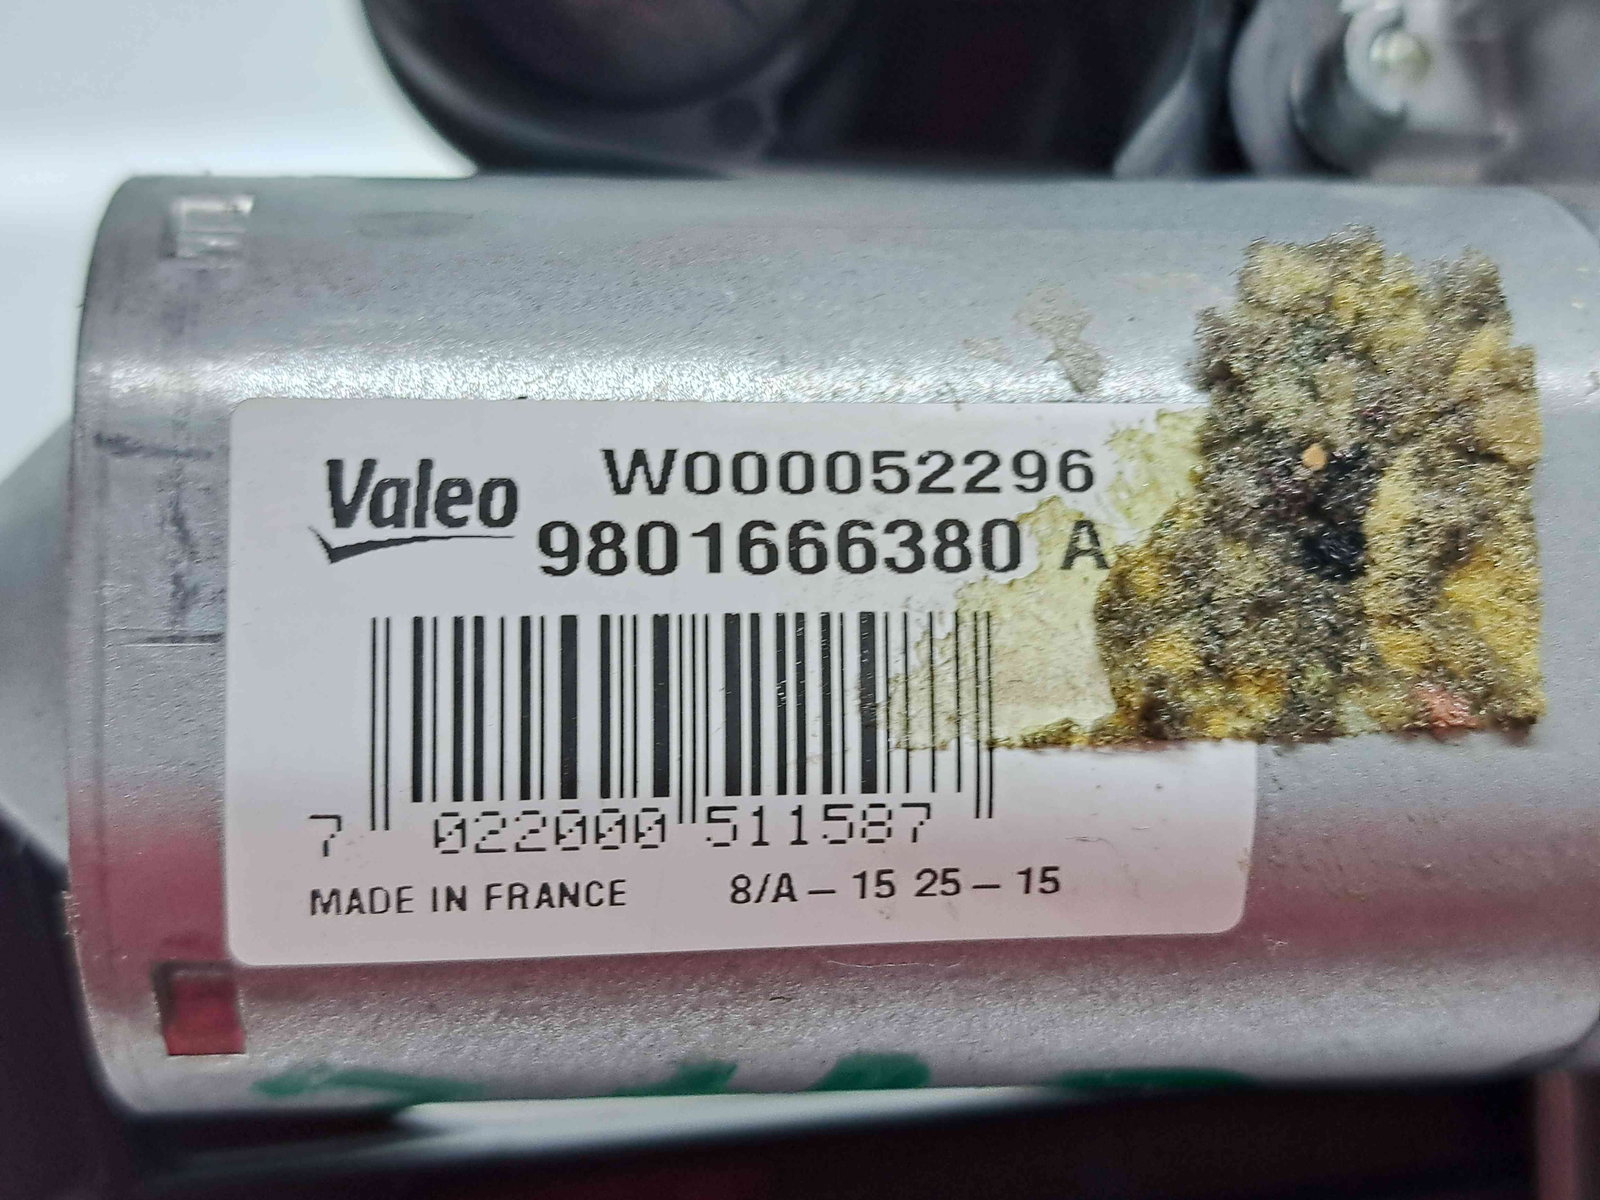 Valeo
W000052296
9801666380 A
7 022000 511587
MADE IN FRANCE 8/A – 15 25 – 15